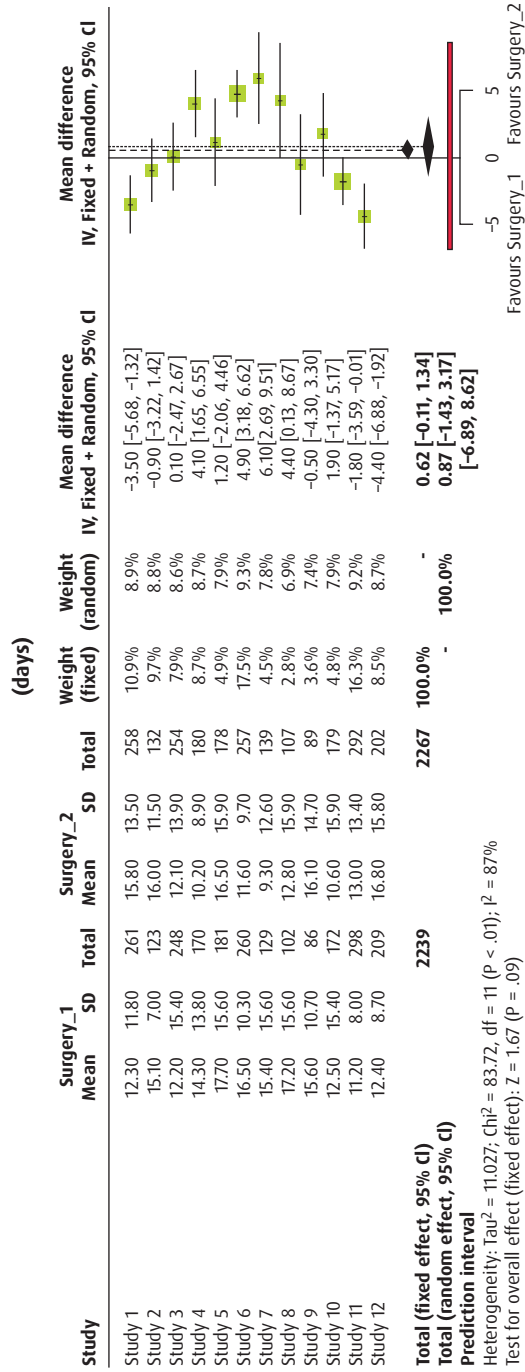 (days)
Surgery_1 Surgery_2 Weight Weight Mean difference Mean difference
Study Mean SD Total Mean SD Total (fixed) (random) IV, Fixed + Random, 95% CI IV, Fixed + Random, 95% CI
Study 1 12.30 11.80 261 15.80 13.50 258 10.9% 8.9% −3.50 [−5.68, −1.32]
Study 2 15.10 7.00 123 16.00 11.50 132 9.7% 8.8% −0.90 [−3.22, 1.42]
Study 3 12.20 15.40 248 12.10 13.90 254 7.9% 8.6% 0.10 [−2.47, 2.67]
Study 4 14.30 13.80 170 10.20 8.90 180 8.7% 8.7% 4.10 [1.65, 6.55]
Study 5 17.70 15.60 181 16.50 15.90 178 4.9% 7.9% 1.20 [−2.06, 4.46]
Study 6 16.50 10.30 260 11.60 9.70 257 17.5% 9.3% 4.90 [3.18, 6.62]
Study 7 15.40 15.60 129 9.30 12.60 139 4.5% 7.8% 6.10[2.69, 9.51]
Study 8 17.20 15.60 102 12.80 15.90 107 2.8% 6.9% 4.40 [0.13, 8.67]
Study 9 15.60 10.70 86 16.10 14.70 89 3.6% 7.4% −0.50 [−4.30, 3.30]
Study 10 12.50 15.40 172 10.60 15.90 179 4.8% 7.9% 1.90 [−1.37, 5.17]
Study 11 11.20 8.00 298 13.00 13.40 292 16.3% 9.2% −1.80 [−3.59, −0.01]
Study 12 12.40 8.70 209 16.80 15.80 202 8.5% 8.7% −4.40 [−6.88, −1.92]
Total (fixed effect, 95% CI) 2239 2267 100.0% - 0.62 [−0.11, 1.34]
Total (random effect, 95% CI) - 100.0% 0.87 [−1.43, 3.17]
Prediction interval [−6.89, 8.62]
Heterogeneity: Tau² = 11.027; Chi² = 83.72, df = 11 (P < .01); I² = 87%
Test for overall effect (fixed effect): Z = 1.67 (P = .09)
−5 0 5
Favours Surgery_1 Favours Surgery_2